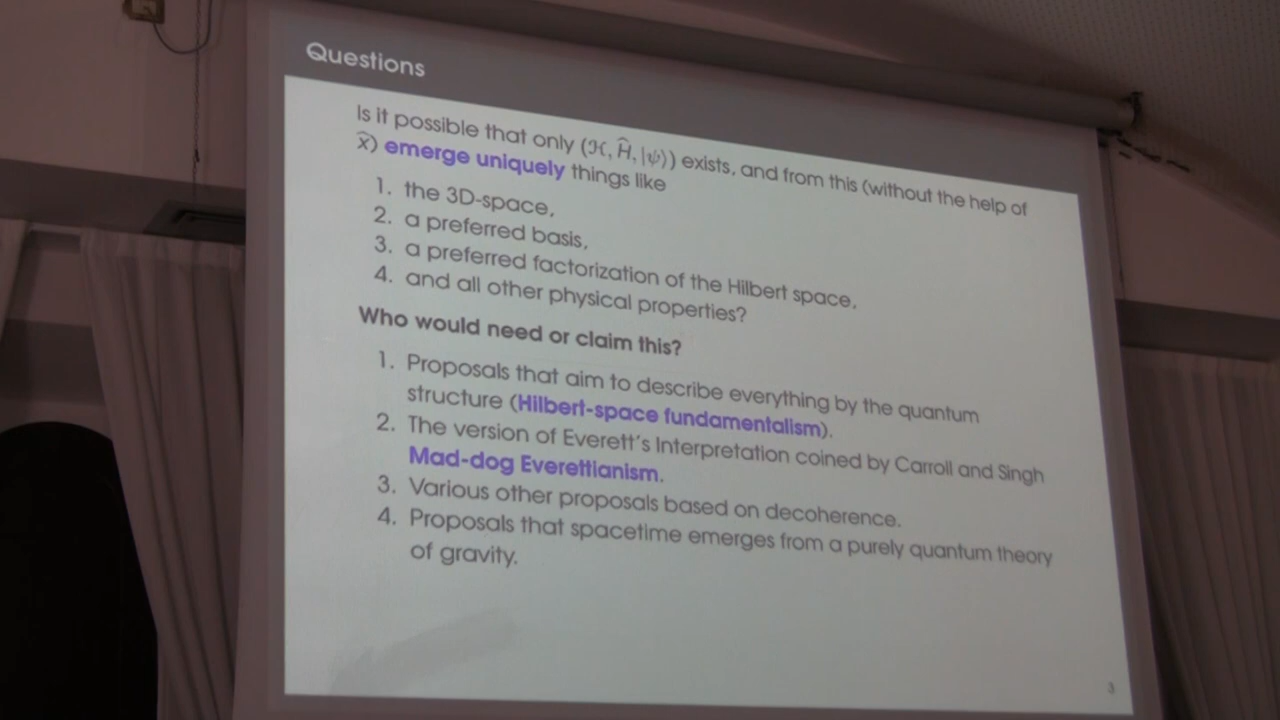 Questions
Is it possible that only (ℋ, Ĥ, |ψ⟩) exists, and from this (without the help of
x̂) emerge uniquely things like
1. the 3D-space,
2. a preferred basis,
3. a preferred factorization of the Hilbert space,
4. and all other physical properties?
Who would need or claim this?
1. Proposals that aim to describe everything by the quantum
structure (Hilbert-space fundamentalism).
2. The version of Everett's Interpretation coined by Carroll and Singh
Mad-dog Everettianism.
3. Various other proposals based on decoherence.
4. Proposals that spacetime emerges from a purely quantum theory
of gravity.
3